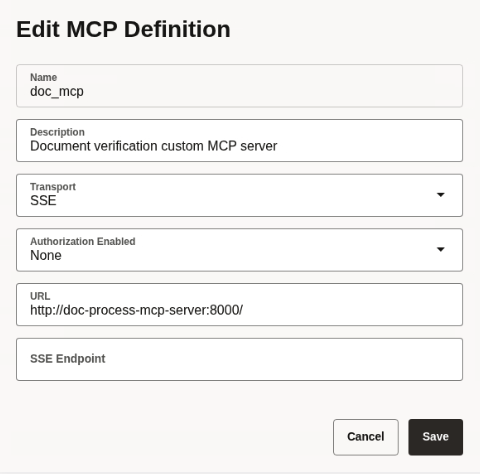 Edit MCP Definition
Name
doc_mcp
Description
Document verification custom MCP server
Transport
SSE
Authorization Enabled
None
URL
http://doc-process-mcp-server:8000/
SSE Endpoint
Cancel Save